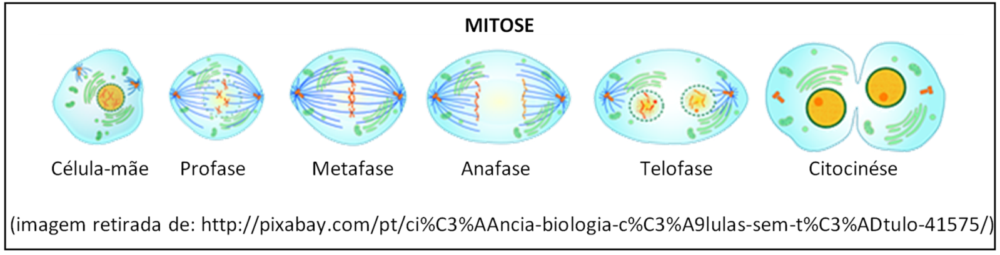 MITOSE
Célula-mãe Profase Metafase Anafase Telofase Citocinése
(imagem retirada de: http://pixabay.com/pt/ci%C3%AAncia-biologia-c%C3%A9lulas-sem-t%C3%ADtulo-41575/)